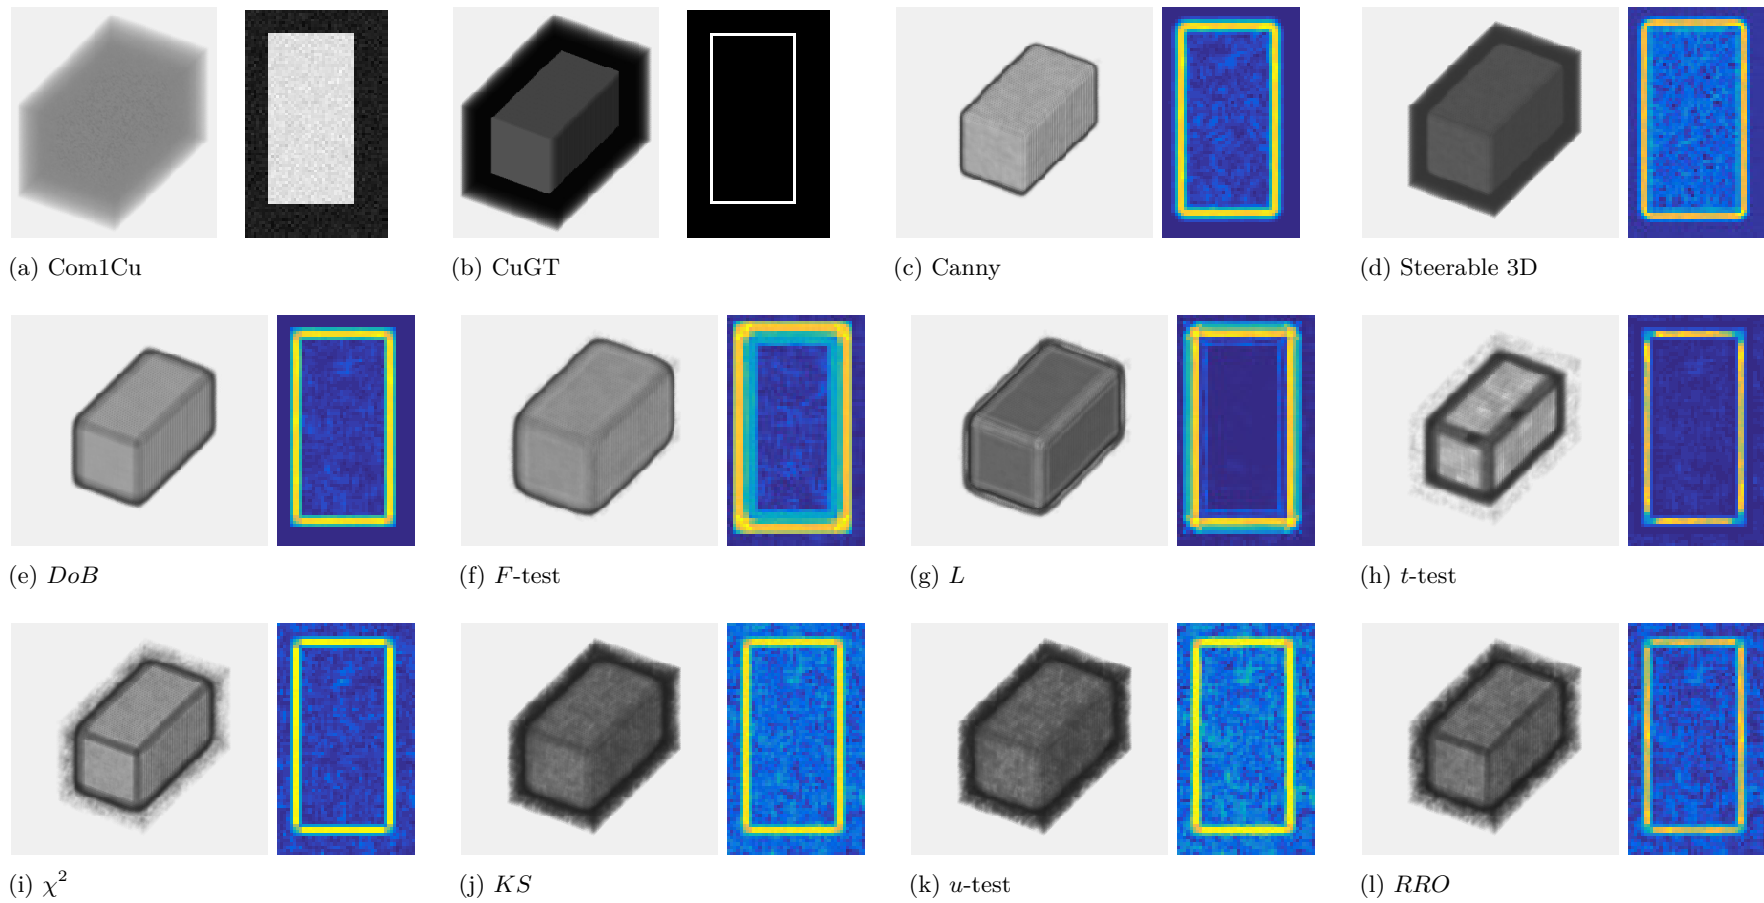 (a) Com1Cu
(b) CuGT
(c) Canny
(d) Steerable 3D
(e) DoB
(f) F-test
(g) L
(h) t-test
(i) χ²
(j) KS
(k) u-test
(l) RRO